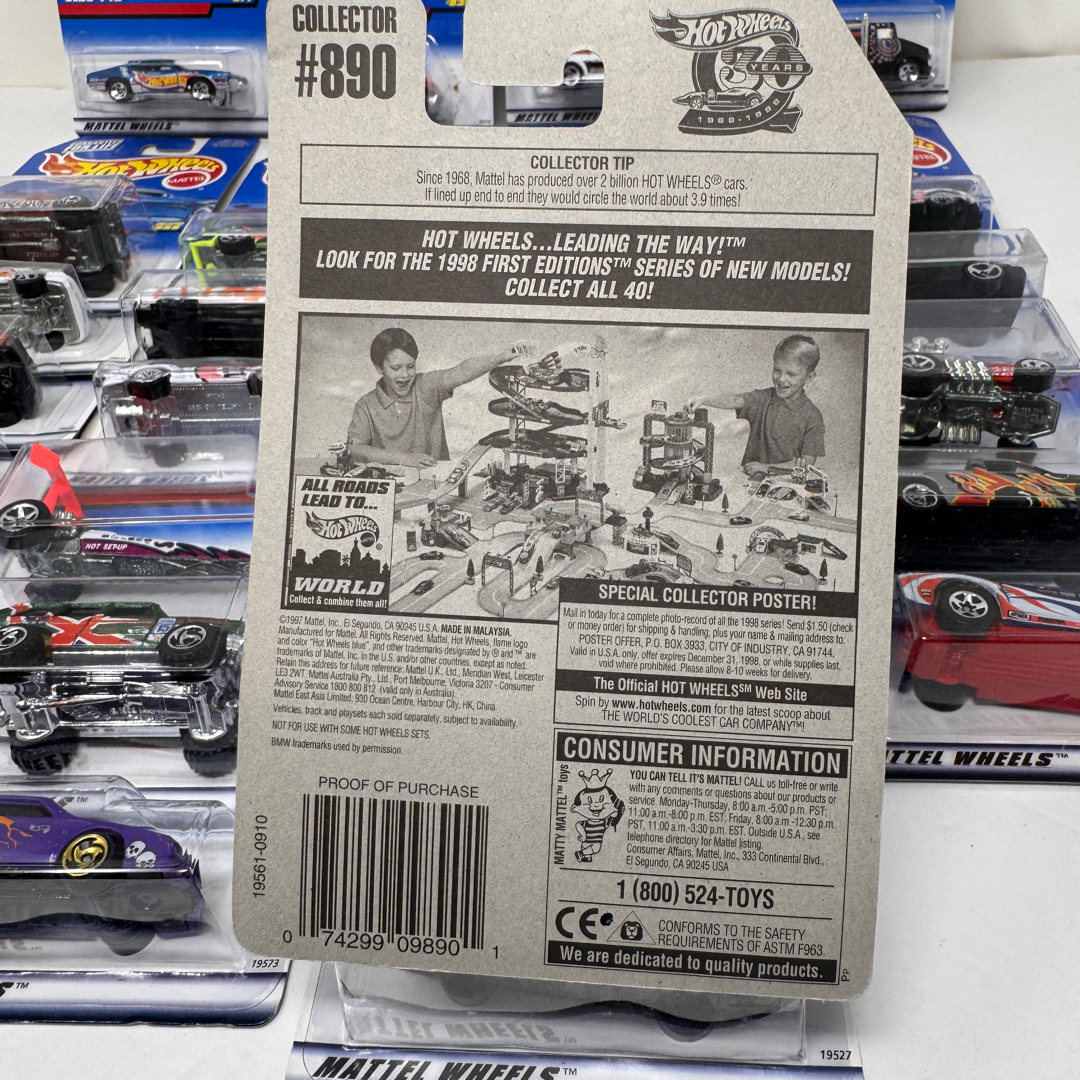 COLLECTOR
#890
HOT WHEELS
30
YEARS
1968-1998
COLLECTOR TIP
Since 1968, Mattel has produced over 2 billion HOT WHEELS® cars.
If lined up end to end they would circle the world about 3.9 times!
HOT WHEELS...LEADING THE WAY!™
LOOK FOR THE 1998 FIRST EDITIONS™ SERIES OF NEW MODELS!
COLLECT ALL 40!
ALL ROADS
LEAD TO...
HOT WHEELS
WORLD
Collect & combine them all!
©1997 Mattel, Inc., El Segundo, CA 90245 U.S.A. MADE IN MALAYSIA.
Manufactured for Mattel. All Rights Reserved. Mattel, Hot Wheels, flame logo
and color "Hot Wheels blue", and other trademarks designated by ® and ™ are
trademarks of Mattel, Inc. in the U.S. and/or other countries, except as noted.
Retain this address for future reference: Mattel U.K., Ltd., Meridian West, Leicester
LE3 2WT. Mattel Australia Pty., Ltd., Port Melbourne, Victoria 3207 - Consumer
Advisory Service 1800 800 812 (valid only in Australia).
Mattel East Asia Limited, 930 Ocean Centre, Harbour City, HK, China.
Vehicles, track and playsets each sold separately, subject to availability.
NOT FOR USE WITH SOME HOT WHEELS SETS.
BMW trademarks used by permission.
SPECIAL COLLECTOR POSTER!
Mail in today for a complete photo-record of all the 1998 series! Send $1.50 (check
or money order) for shipping & handling, plus your name & mailing address to:
POSTER OFFER, P.O. BOX 3933, CITY OF INDUSTRY, CA 91744.
Valid in U.S.A. only, offer expires December 31, 1998, or while supplies last,
void where prohibited. Please allow 8-10 weeks for delivery.
The Official HOT WHEELS℠ Web Site
Spin by www.hotwheels.com for the latest scoop about
THE WORLD'S COOLEST CAR COMPANY™!
CONSUMER INFORMATION
MATTY MATTEL™ toys
YOU CAN TELL IT'S MATTEL! CALL us toll-free or write
with any comments or questions about our products or
service. Monday-Thursday, 8:00 a.m.-5:00 p.m. PST;
11:00 a.m.-8:00 p.m. EST; Friday, 8:00 a.m.-12:30 p.m.
PST, 11:00 a.m.-3:30 p.m. EST. Outside U.S.A., see
telephone directory for Mattel listing.
Consumer Affairs, Mattel, Inc., 333 Continental Blvd.,
El Segundo, CA 90245 USA
1 (800) 524-TOYS
CE
CONFORMS TO THE SAFETY
REQUIREMENTS OF ASTM F963.
We are dedicated to quality products.
PP
PROOF OF PURCHASE
19561-0910
0 74299 09890 1
MATTEL WHEELS™
HOT WHEELS
MATTEL
HOT SETUP
19573
MATTEL WHEELS™
19527
TTEL WHEELS™